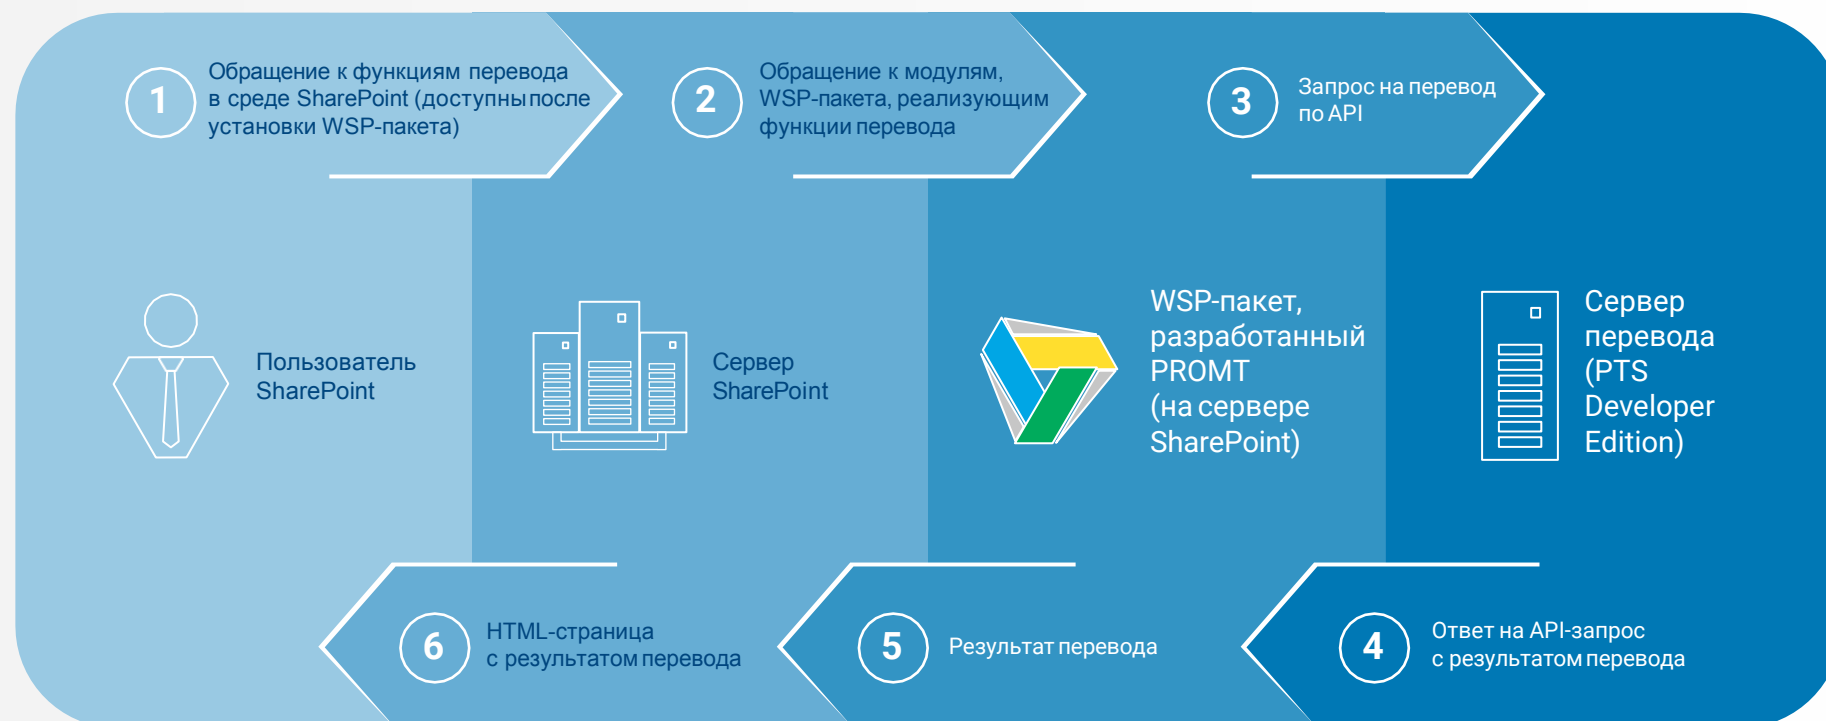 1
Обращение к функциям перевода
в среде SharePoint (доступны после
установки WSP-пакета)
2
Обращение к модулям,
WSP-пакета, реализующим
функции перевода
3
Запрос на перевод
по API
Пользователь
SharePoint
Сервер
SharePoint
WSP-пакет,
разработанный
PROMT
(на сервере
SharePoint)
Сервер
перевода
(PTS
Developer
Edition)
6
HTML-страница
с результатом перевода
5
Результат перевода
4
Ответ на API-запрос
с результатом перевода